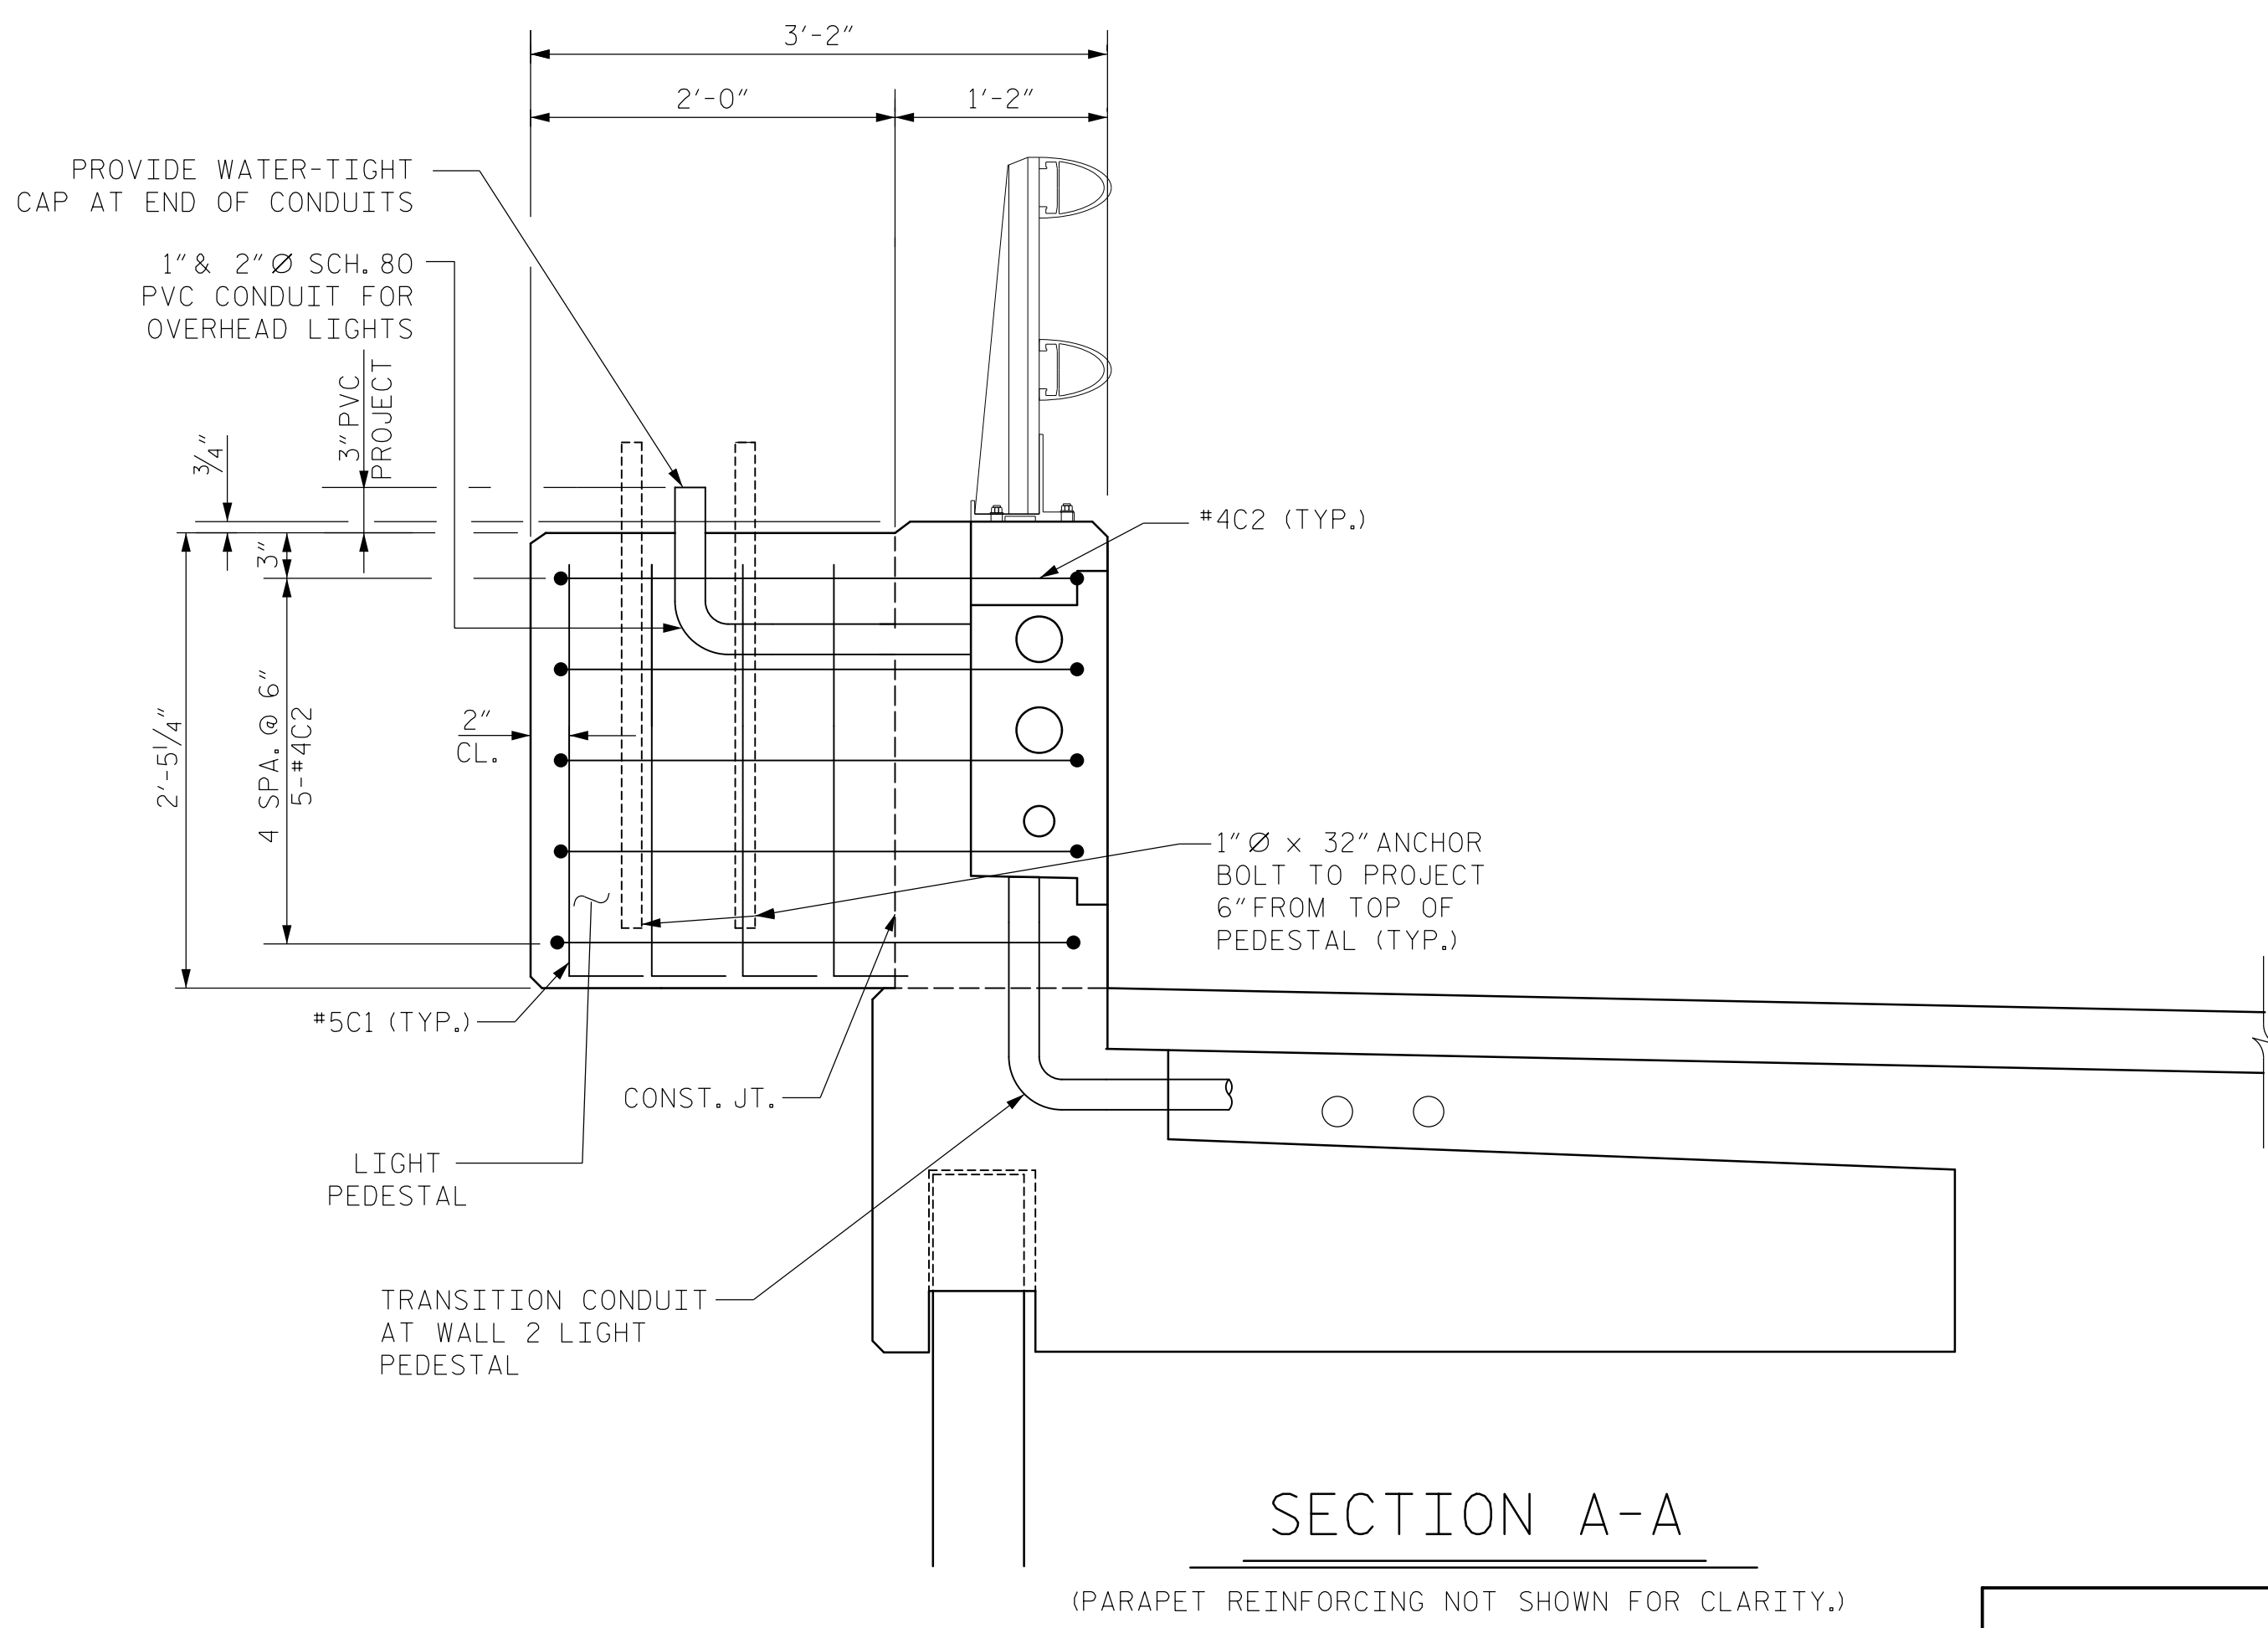 3'-2"
2'-0"
1'-2"
PROVIDE WATER-TIGHT
CAP AT END OF CONDUITS
1" & 2"Ø SCH. 80
PVC CONDUIT FOR
OVERHEAD LIGHTS
3" PVC
PROJECT
3/4"
3"
#4C2 (TYP.)
2'-5 1/4"
4 SPA. @ 6"
5-#4C2
2"
CL.
1"Ø x 32" ANCHOR
BOLT TO PROJECT
6" FROM TOP OF
PEDESTAL (TYP.)
#5C1 (TYP.)
CONST. JT.
LIGHT
PEDESTAL
TRANSITION CONDUIT
AT WALL 2 LIGHT
PEDESTAL
SECTION A-A
(PARAPET REINFORCING NOT SHOWN FOR CLARITY.)